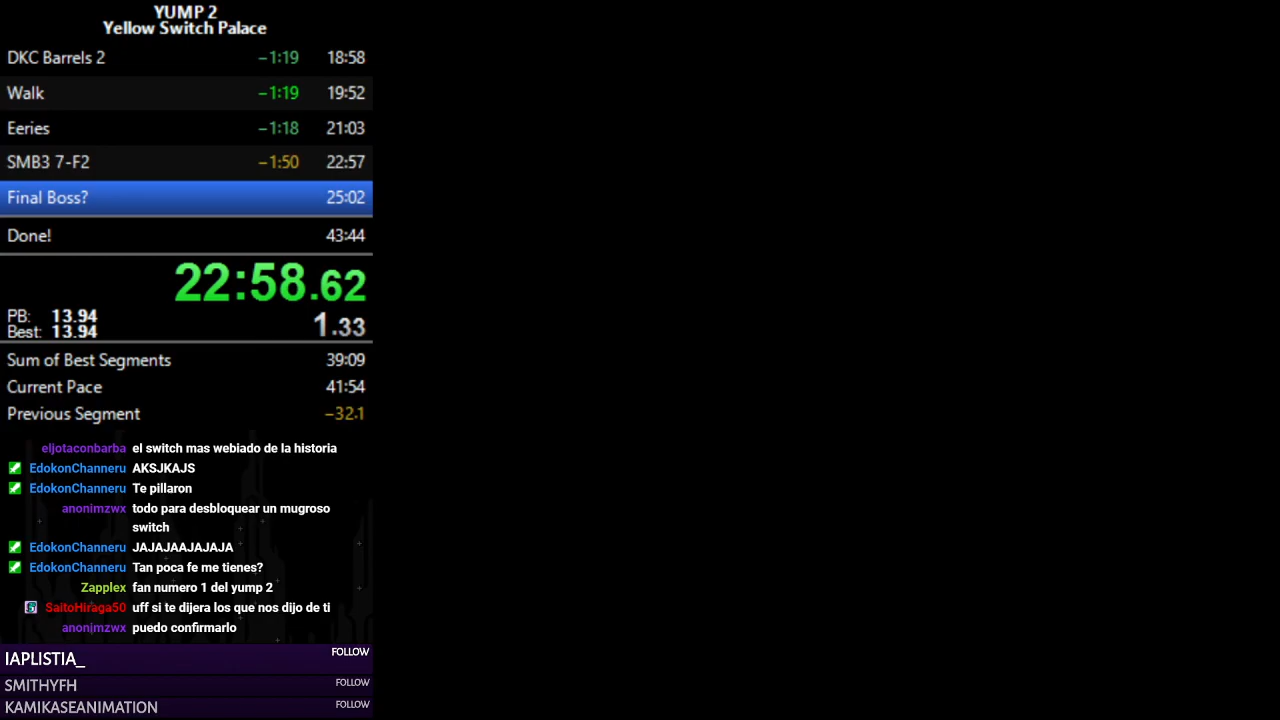 YUMP 2
Yellow Switch Palace
DKC Barrels 2 −1:19 18:58
Walk −1:19 19:52
Eeries −1:18 21:03
SMB3 7-F2 −1:50 22:57
Final Boss? 25:02
Done! 43:44
22:58.62
PB: 13.94
Best: 13.94
1.33
Sum of Best Segments 39:09
Current Pace 41:54
Previous Segment −32.1
eljotaconbarba el switch mas webiado de la historia
EdokonChanneru AKSJKAJS
EdokonChanneru Te pillaron
anonimzwx todo para desbloquear un mugroso
switch
EdokonChanneru JAJAJAAJAJAJA
EdokonChanneru Tan poca fe me tienes?
Zapplex fan numero 1 del yump 2
SaitoHiraga50 uff si te dijera los que nos dijo de ti
anonimzwx puedo confirmarlo
IAPLISTIA_ FOLLOW
SMITHYFH FOLLOW
KAMIKASEANIMATION FOLLOW